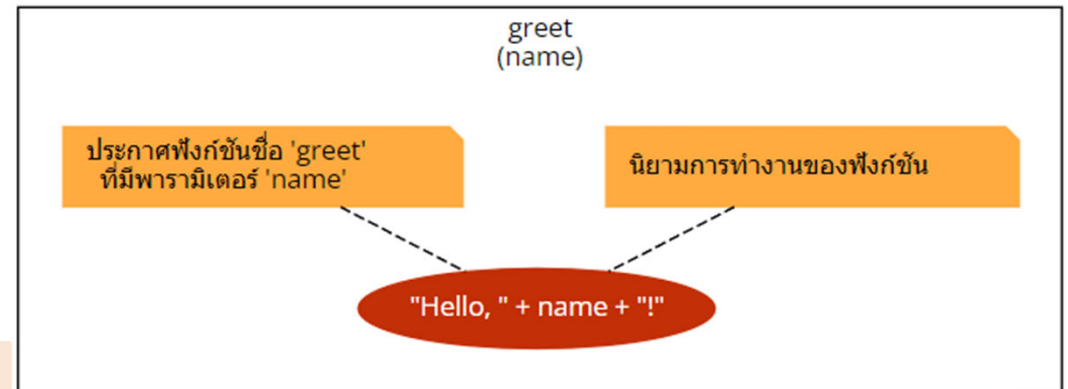 greet
(name)
ประกาศฟังก์ชันชื่อ 'greet'
ที่มีพารามิเตอร์ 'name'
นิยามการทำงานของฟังก์ชัน
"Hello, " + name + "!"